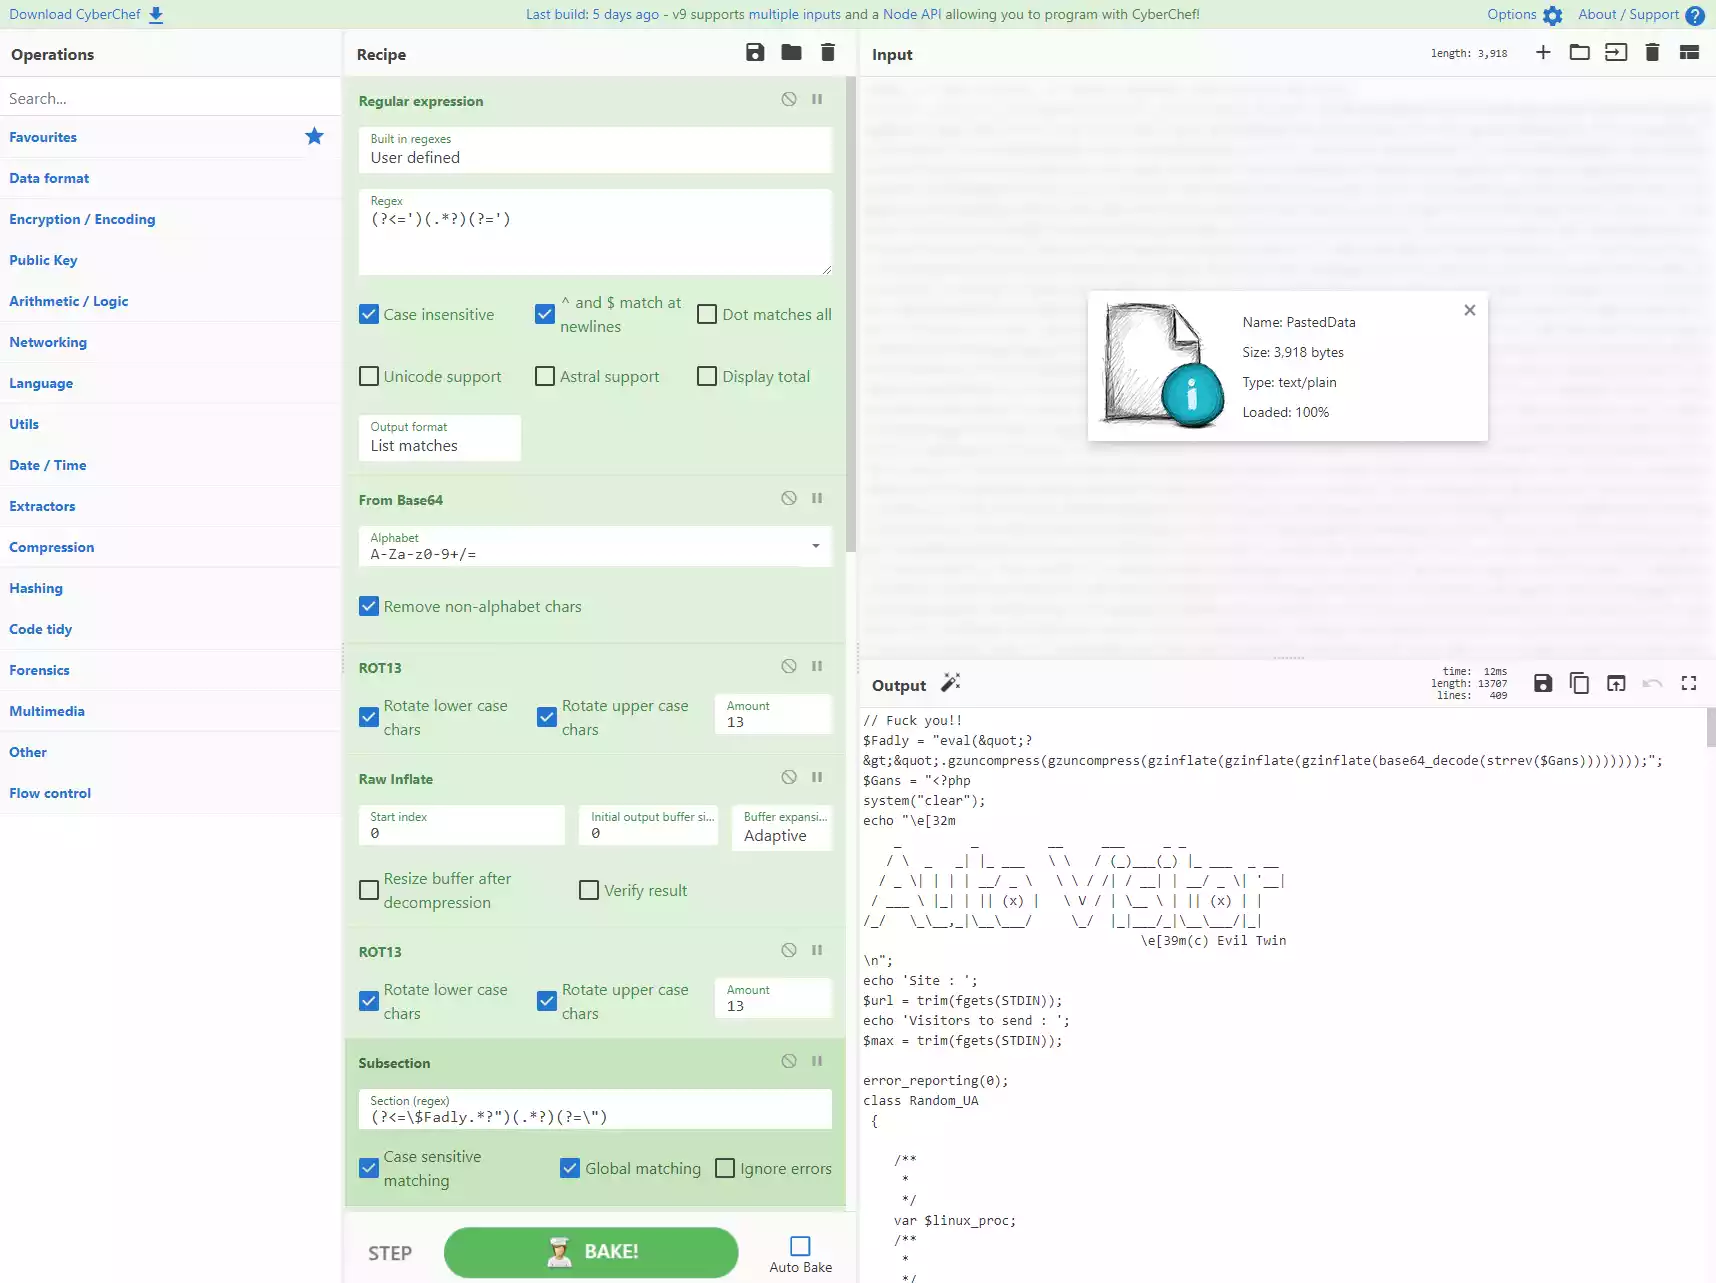 Download CyberChef
Last build: 5 days ago - v9 supports multiple inputs and a Node API allowing you to program with CyberChef!
Options
About / Support
Operations
Search...
Favourites
Data format
Encryption / Encoding
Public Key
Arithmetic / Logic
Networking
Language
Utils
Date / Time
Extractors
Compression
Hashing
Code tidy
Forensics
Multimedia
Other
Flow control
Recipe
Regular expression
Built in regexes
User defined
Regex
(?<=')(.*?)(?=')
Case insensitive
^ and $ match at newlines
Dot matches all
Unicode support
Astral support
Display total
Output format
List matches
From Base64
Alphabet
A-Za-z0-9+/=
Remove non-alphabet chars
ROT13
Rotate lower case chars
Rotate upper case chars
Amount
13
Raw Inflate
Start index
0
Initial output buffer si...
0
Buffer expansi...
Adaptive
Resize buffer after decompression
Verify result
ROT13
Rotate lower case chars
Rotate upper case chars
Amount
13
Subsection
Section (regex)
(?<=\$Fadly.*?")(.*?)(?=\")
Case sensitive matching
Global matching
Ignore errors
STEP
BAKE!
Auto Bake
Input
length: 3,918
Name: PastedData
Size: 3,918 bytes
Type: text/plain
Loaded: 100%
Output
time: 12ms
length: 13707
lines: 409
// Fuck you!!
$Fadly = "eval(&quot;?
&gt;&quot;.gzuncompress(gzuncompress(gzinflate(gzinflate(gzinflate(base64_decode(strrev($Gans))))))));";
$Gans = "<?php
system("clear");
echo "\e[32m
\e[39m(c) Evil Twin
\n";
echo 'Site : ';
$url = trim(fgets(STDIN));
echo 'Visitors to send : ';
$max = trim(fgets(STDIN));
error_reporting(0);
class Random_UA
{
/**
*
*/
var $linux_proc;
/**
*
*/